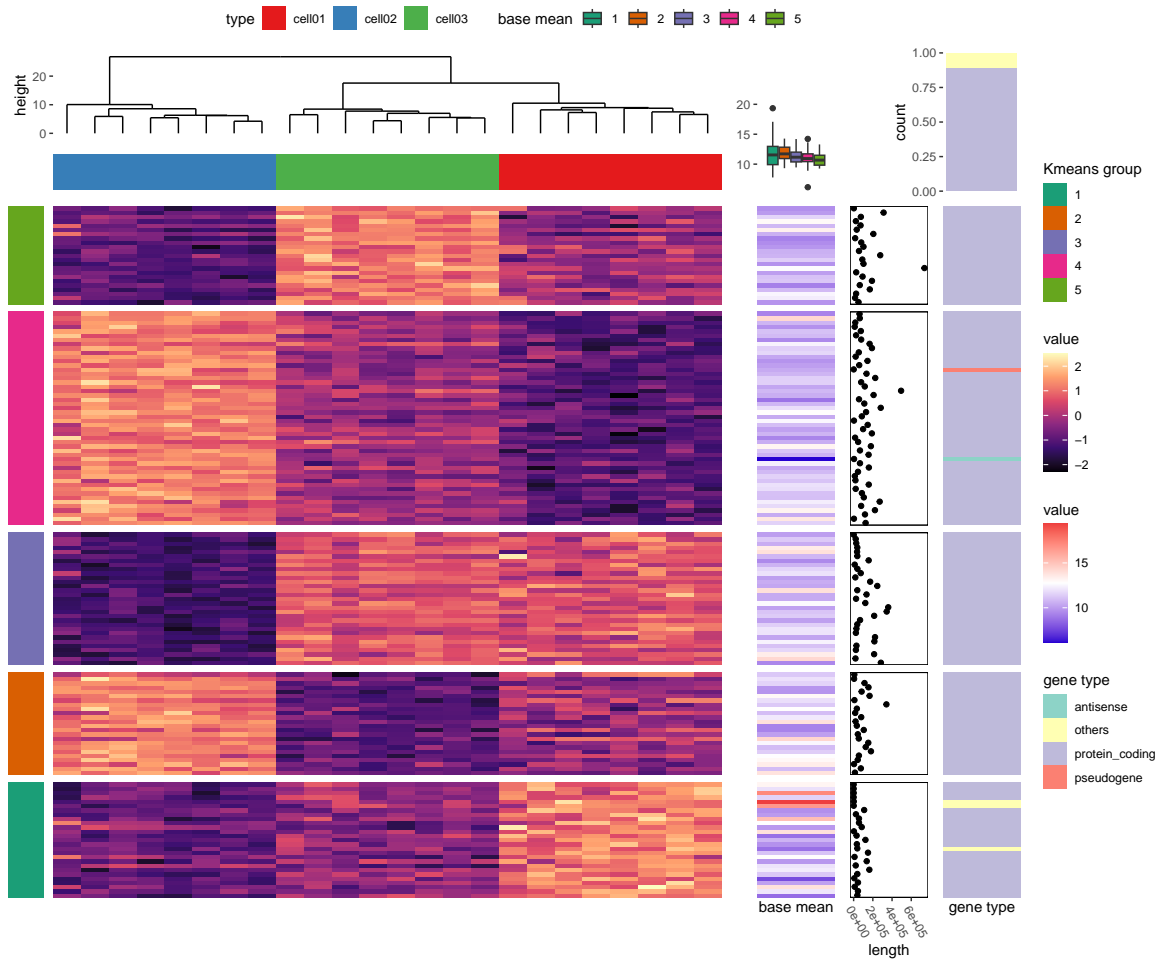 type cell01 cell02 cell03 base mean 1 2 3 4 5
height
20
10
0
20
15
10
count
1.00
0.75
0.50
0.25
0.00
Kmeans group
1
2
3
4
5
value
2
1
0
−1
−2
value
15
10
gene type
antisense
others
protein_coding
pseudogene
base mean
0e+00
2e+05
4e+05
6e+05
length
gene type